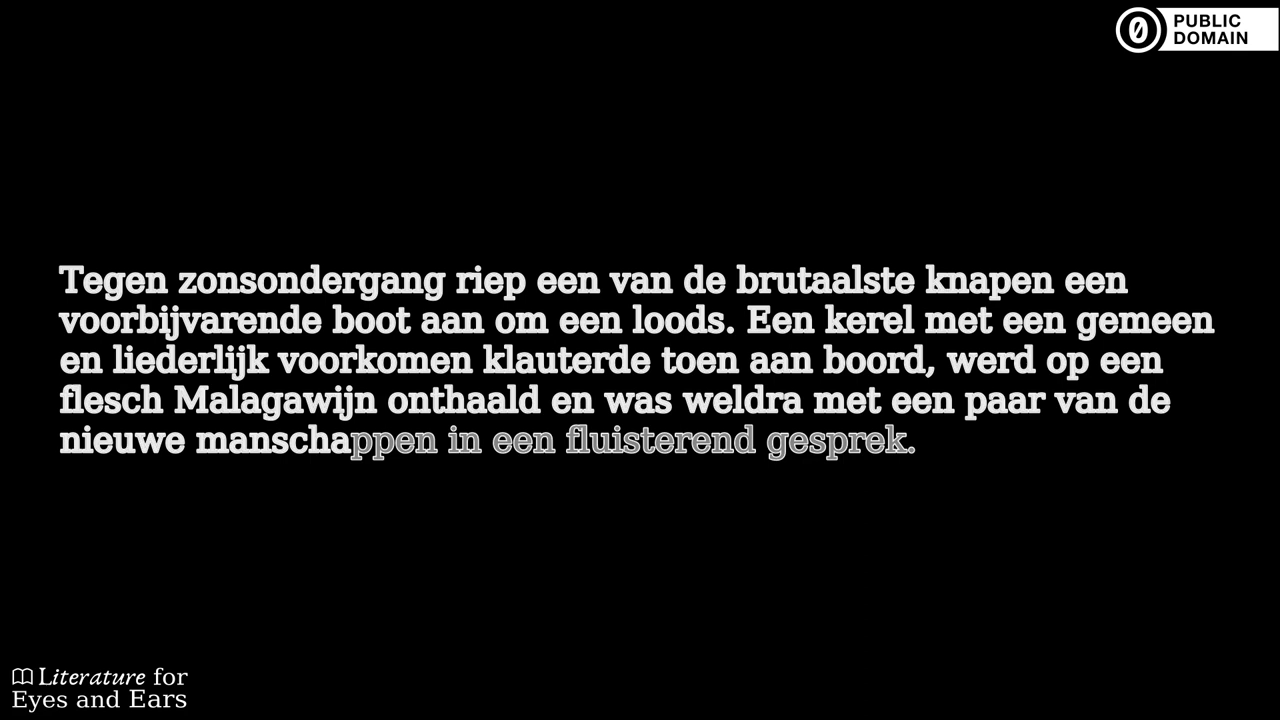 PUBLIC
DOMAIN
Tegen zonsondergang riep een van de brutaalste knapen een
voorbijvarende boot aan om een loods. Een kerel met een gemeen
en liederlijk voorkomen klauterde toen aan boord, werd op een
flesch Malagawijn onthaald en was weldra met een paar van de
nieuwe manschappen in een fluisterend gesprek.
Literature for
Eyes and Ears